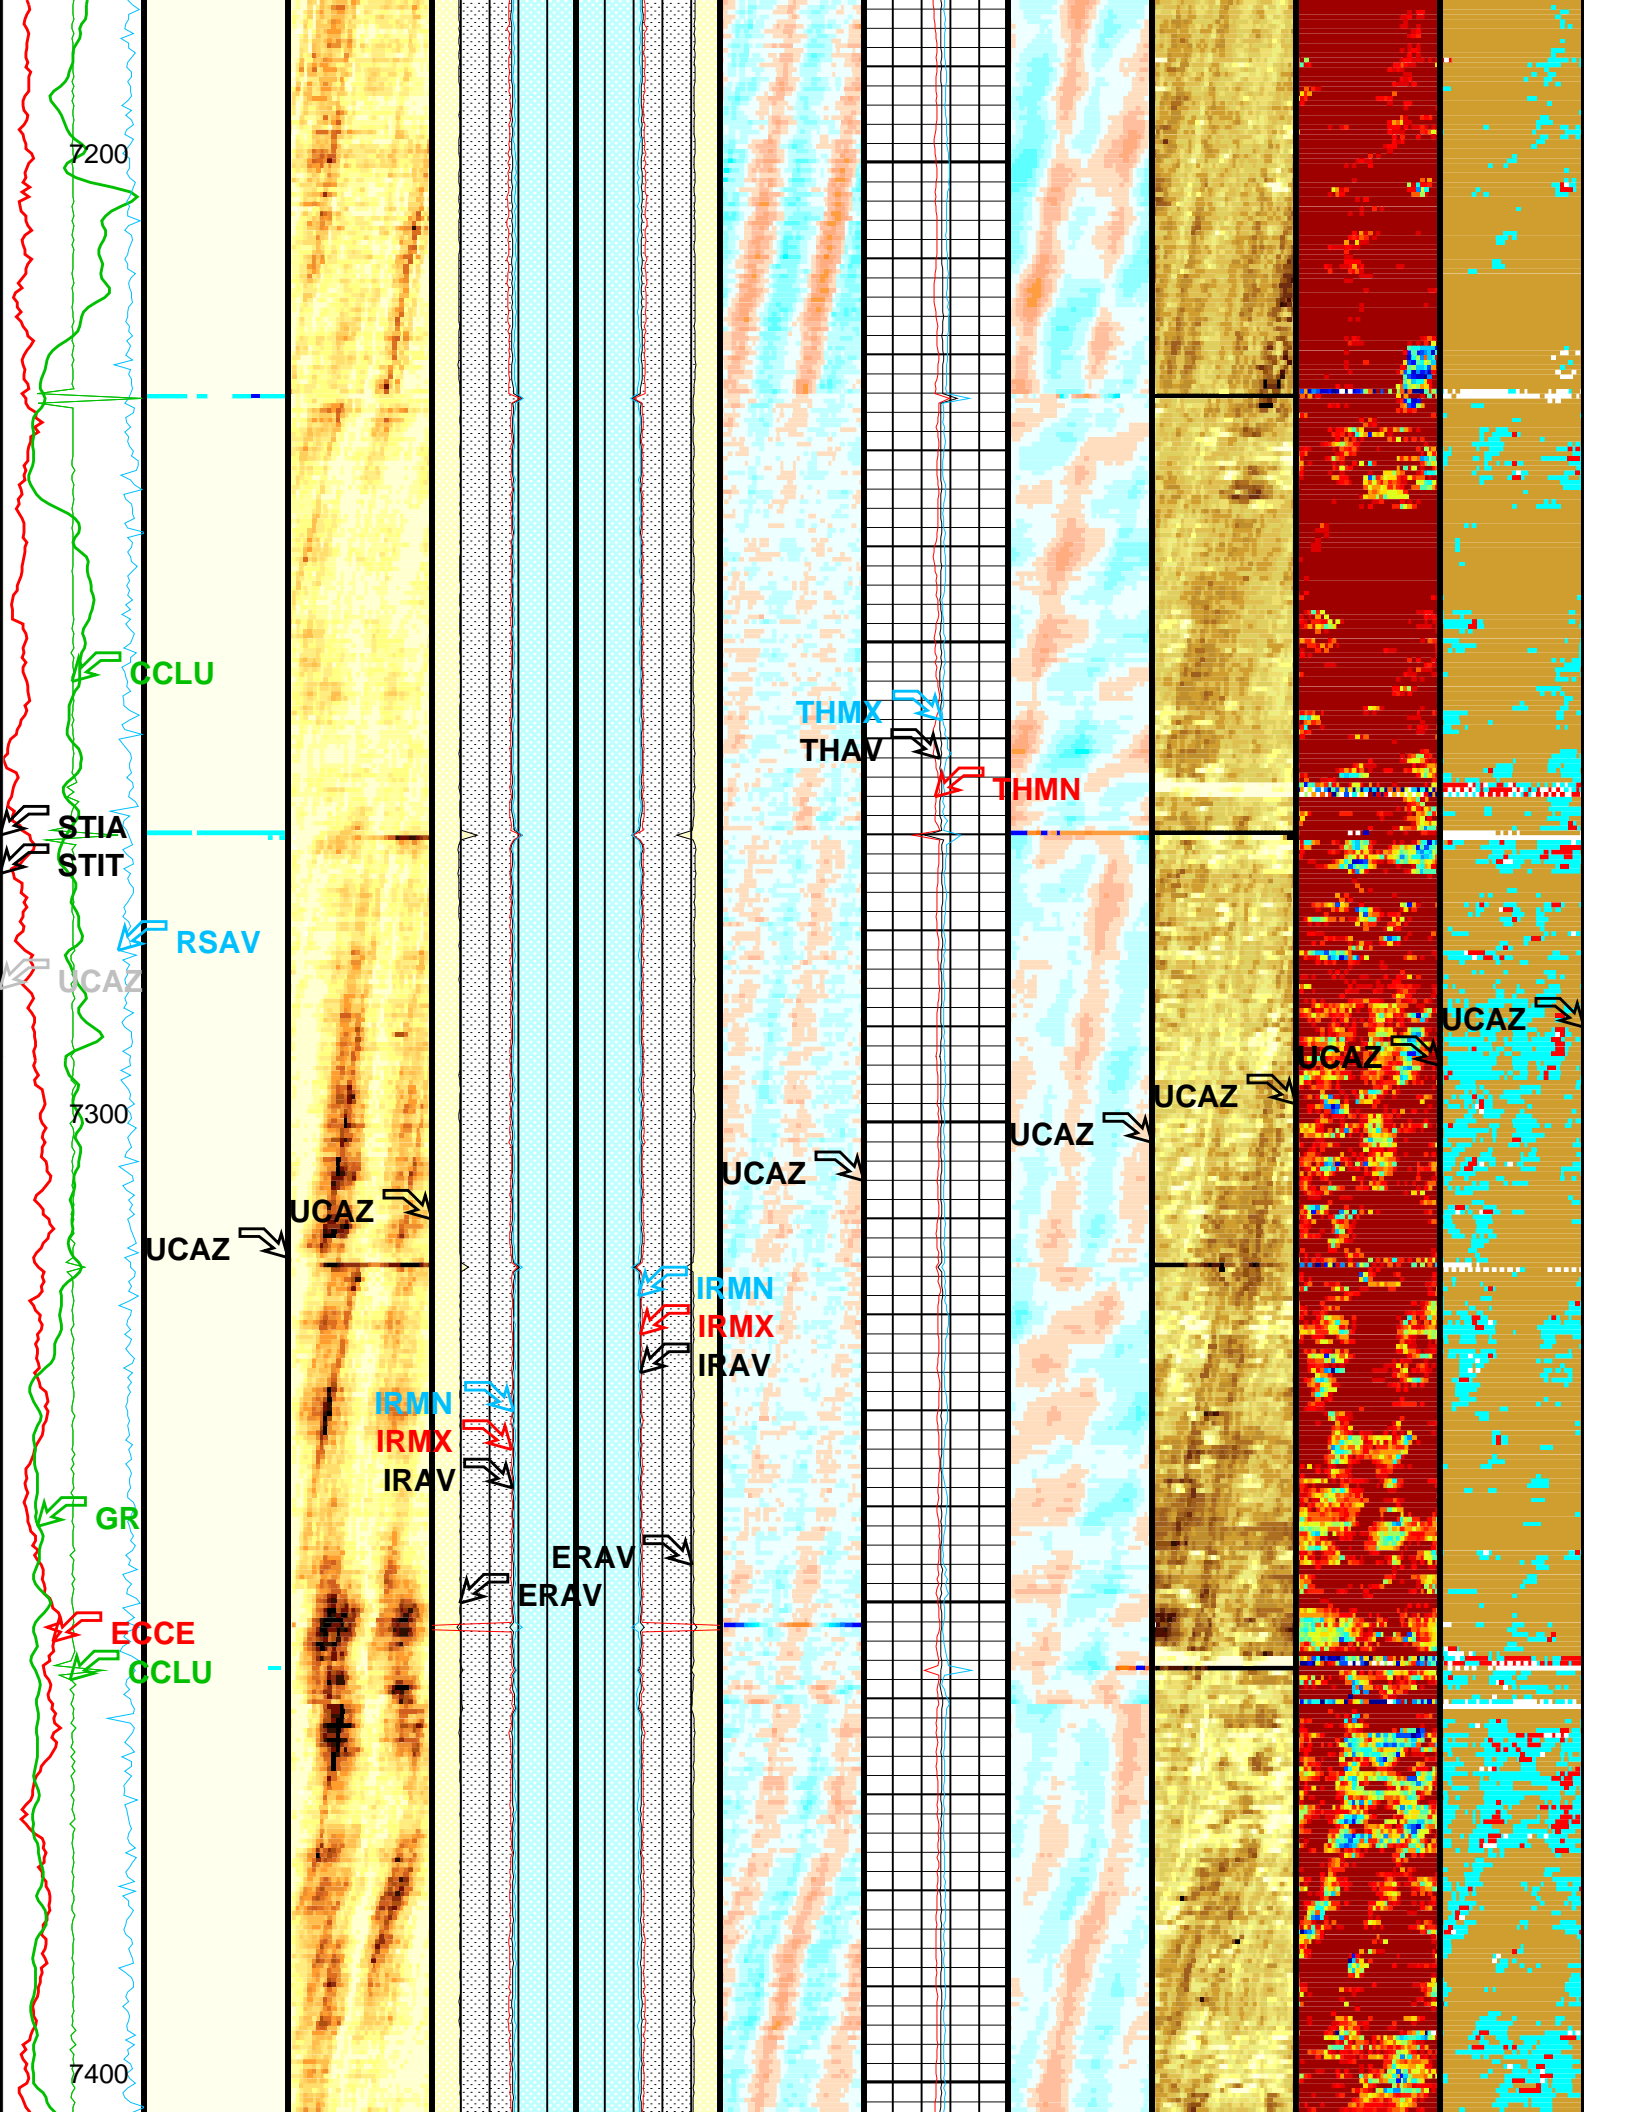 7200
CCLU
THMX
THAV
THMN
STIA
STIT
RSAV
UCAZ
UCAZ
UCAZ
UCAZ
7300
UCAZ
UCAZ
UCAZ
UCAZ
IRMN
IRMX
IRAV
IRMN
IRMX
IRAV
GR
ERAV
ERAV
ECCE
CCLU
7400